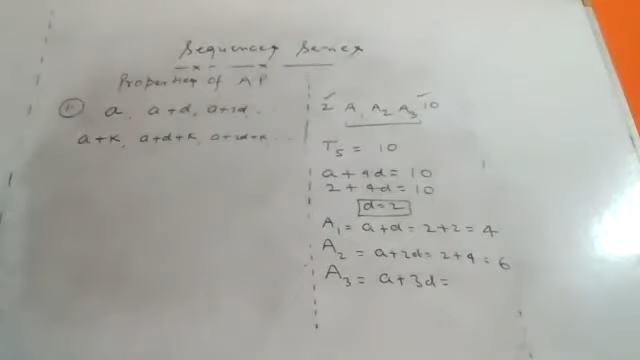 Sequences Series
Properties of AP
① a, a+d, a+2d, ..
a+k, a+d+k, a+2d+k...
2 A1 A2 A3 10
T5 = 10
a + 4d = 10
2 + 4d = 10
d = 2
A1 = a+d = 2+2 = 4
A2 = a+2d = 2+4 = 6
A3 = a+3d =